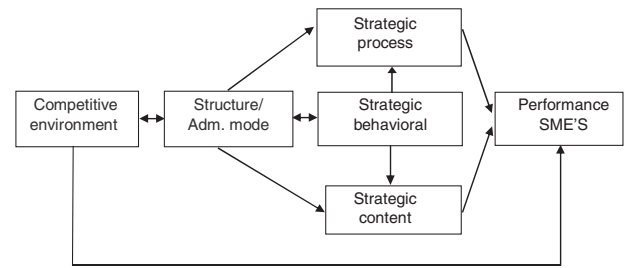 Strategic
process
Competitive
environment
Structure/
Adm. mode
Strategic
behavioral
Performance
SME'S
Strategic
content